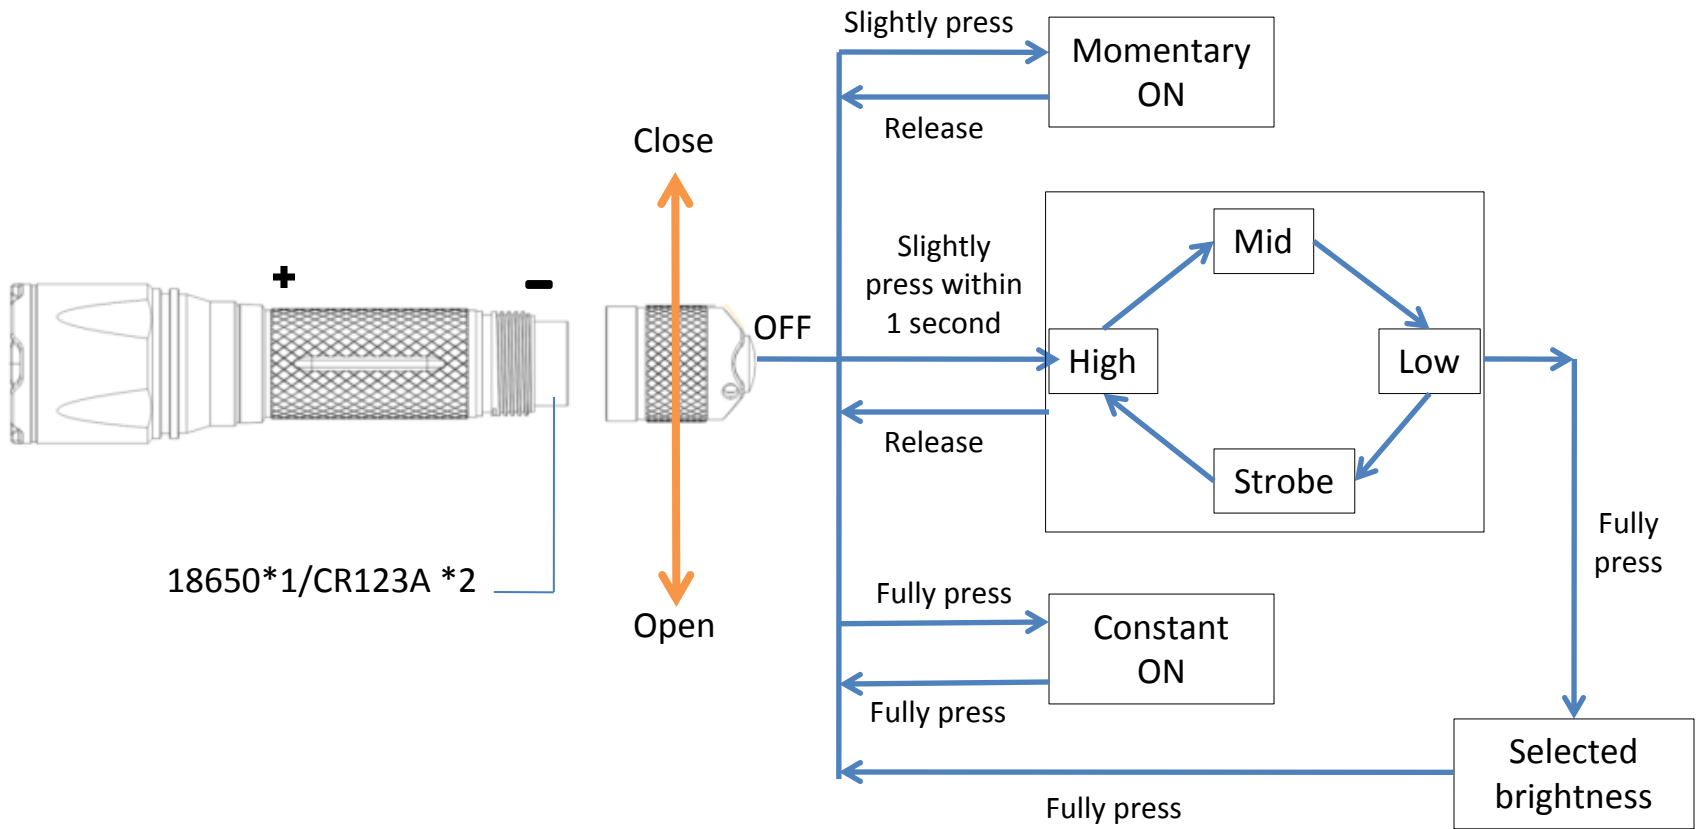 Slightly press
Momentary
ON
Release
Close
+
-
OFF
Slightly
press within
1 second
Mid
High
Low
Strobe
Release
18650*1/CR123A *2
Open
Fully press
Constant
ON
Fully press
Fully
press
Selected
brightness
Fully press